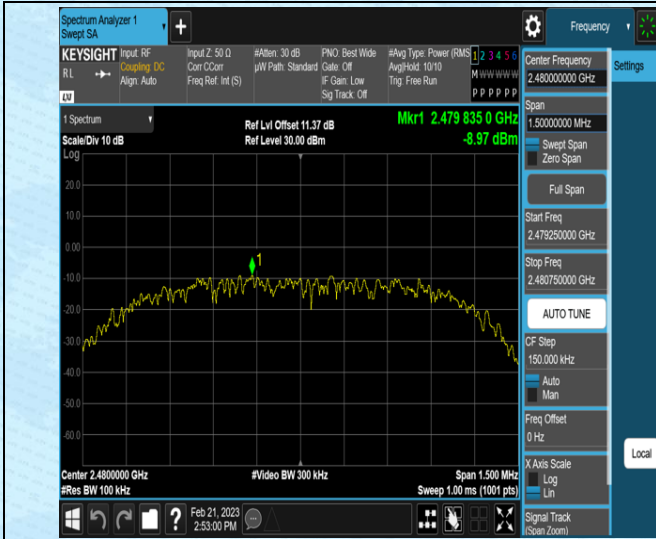 Spectrum Analyzer 1
Swept SA
Frequency
KEYSIGHT
RL
LXI
Input: RF
Coupling: DC
Align: Auto
Input Z: 50 Ω
Corr CCorr
Freq Ref: Int (S)
#Atten: 30 dB
µW Path: Standard
PNO: Best Wide
Gate: Off
IF Gain: Low
Sig Track: Off
#Avg Type: Power (RMS
Avg|Hold: 10/10
Trig: Free Run
1 2 3 4 5 6
M W W W W W
P P P P P P
1 Spectrum
Scale/Div 10 dB
Ref Lvl Offset 11.37 dB
Ref Level 30.00 dBm
Mkr1 2.479 835 0 GHz
-8.97 dBm
Log
20.0
10.0
0.00
-10.0
-20.0
-30.0
-40.0
-50.0
-60.0
1
Center 2.4800000 GHz
#Res BW 100 kHz
#Video BW 300 kHz
Span 1.500 MHz
Sweep 1.00 ms (1001 pts)
?
Feb 21, 2023
2:53:00 PM
Center Frequency
2.480000000 GHz
Span
1.50000000 MHz
Swept Span
Zero Span
Full Span
Start Freq
2.479250000 GHz
Stop Freq
2.480750000 GHz
AUTO TUNE
CF Step
150.000 kHz
Auto
Man
Freq Offset
0 Hz
X Axis Scale
Log
Lin
Signal Track
(Span Zoom)
Settings
Local